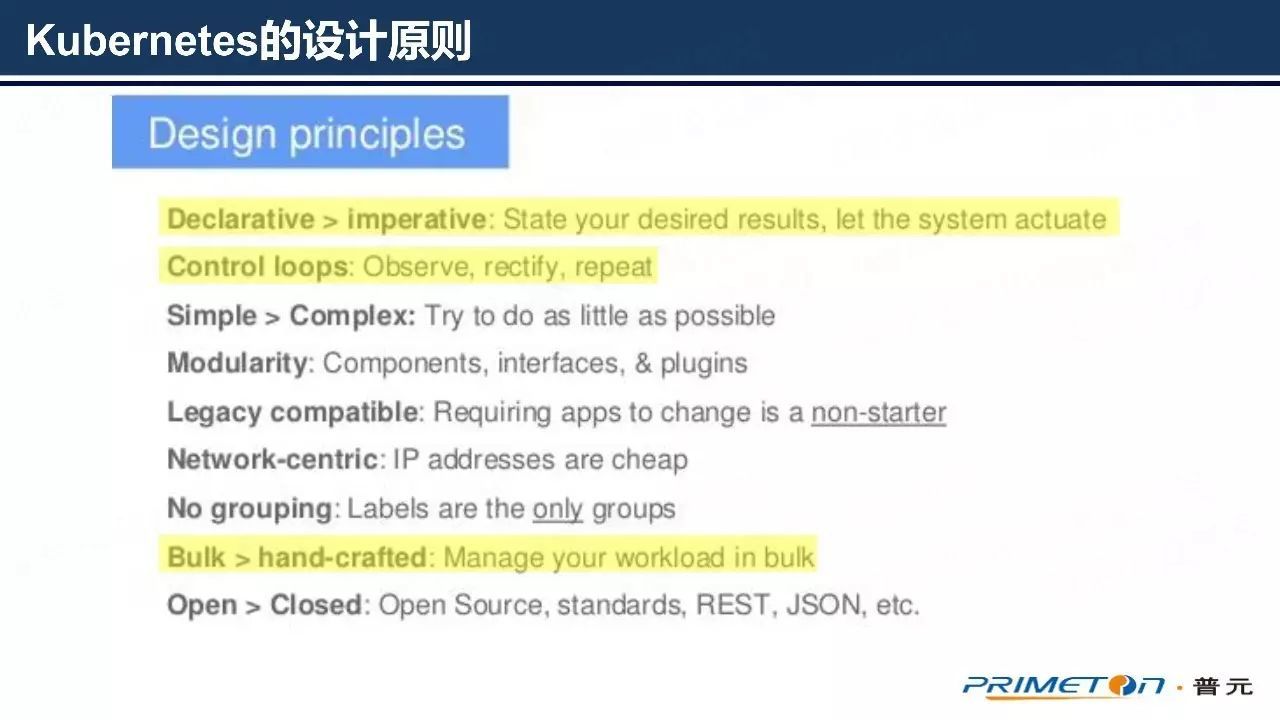 Kubernetes的设计原则
Design principles
Declarative > imperative: State your desired results, let the system actuate
Control loops: Observe, rectify, repeat
Simple > Complex: Try to do as little as possible
Modularity: Components, interfaces, & plugins
Legacy compatible: Requiring apps to change is a non-starter
Network-centric: IP addresses are cheap
No grouping: Labels are the only groups
Bulk > hand-crafted: Manage your workload in bulk
Open > Closed: Open Source, standards, REST, JSON, etc.
PRIMETON · 普元